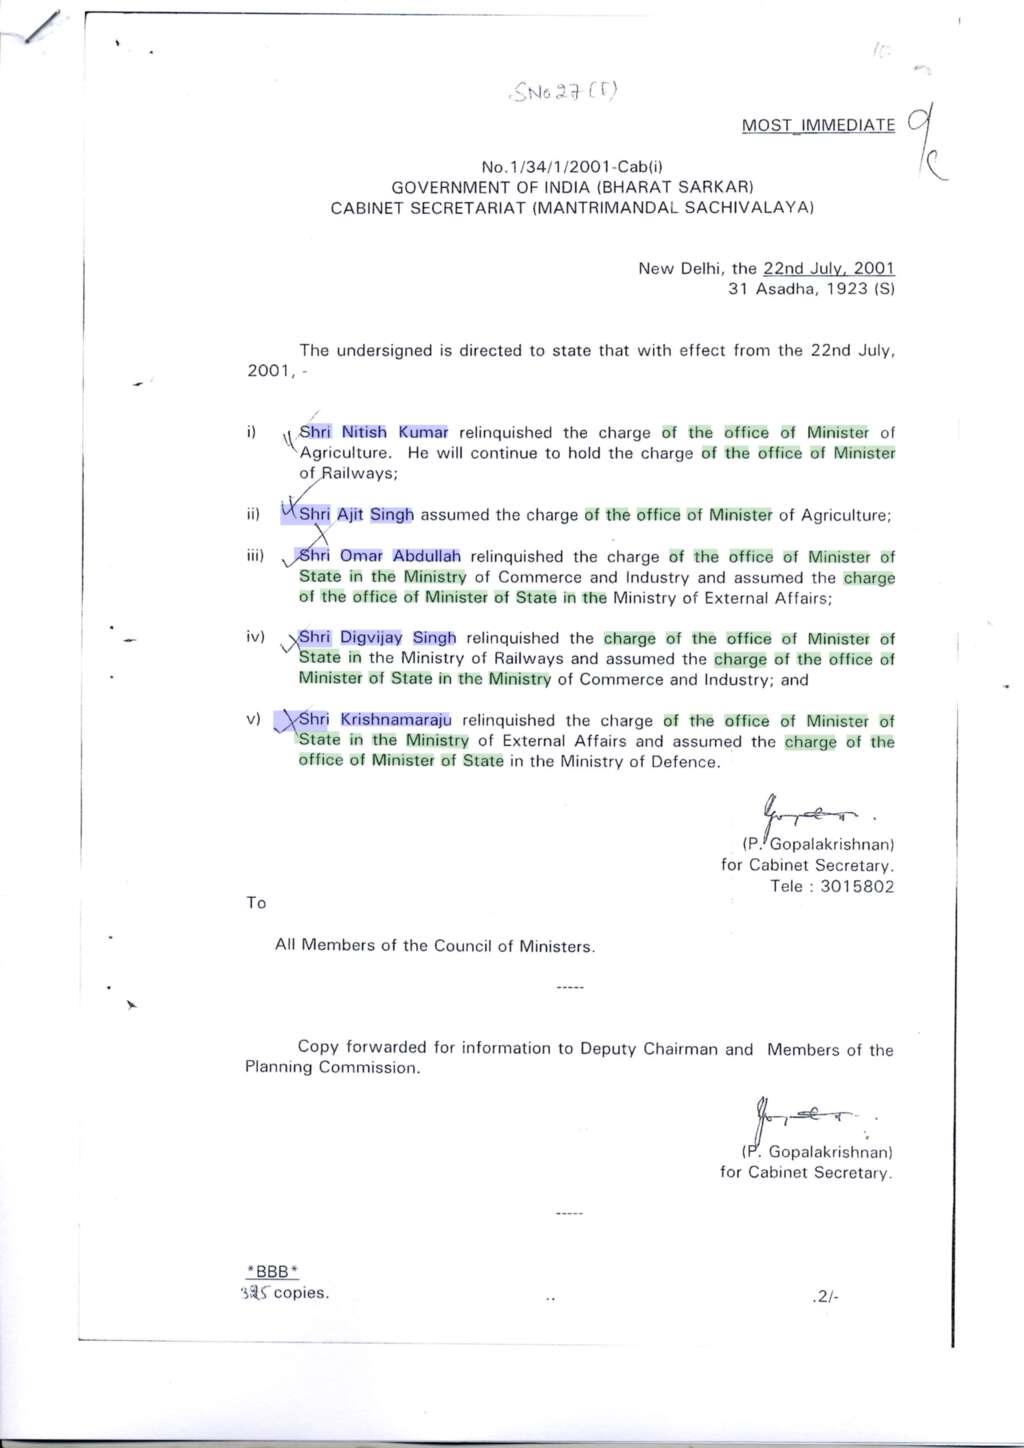 SNo 27 (I)
MOST IMMEDIATE
No.1/34/1/2001-Cab(i)
GOVERNMENT OF INDIA (BHARAT SARKAR)
CABINET SECRETARIAT (MANTRIMANDAL SACHIVALAYA)
New Delhi, the 22nd July, 2001
31 Asadha, 1923 (S)
The undersigned is directed to state that with effect from the 22nd July,
2001, -
i) Shri Nitish Kumar relinquished the charge of the office of Minister of
Agriculture. He will continue to hold the charge of the office of Minister
of Railways;
ii) Shri Ajit Singh assumed the charge of the office of Minister of Agriculture;
iii) Shri Omar Abdullah relinquished the charge of the office of Minister of
State in the Ministry of Commerce and Industry and assumed the charge
of the office of Minister of State in the Ministry of External Affairs;
iv) Shri Digvijay Singh relinquished the charge of the office of Minister of
State in the Ministry of Railways and assumed the charge of the office of
Minister of State in the Ministry of Commerce and Industry; and
v) Shri Krishnamaraju relinquished the charge of the office of Minister of
State in the Ministry of External Affairs and assumed the charge of the
office of Minister of State in the Ministry of Defence.
(P. Gopalakrishnan)
for Cabinet Secretary.
Tele : 3015802
To
All Members of the Council of Ministers.
-----
Copy forwarded for information to Deputy Chairman and Members of the
Planning Commission.
(P. Gopalakrishnan)
for Cabinet Secretary.
-----
*BBB*
copies.
.. .2/-